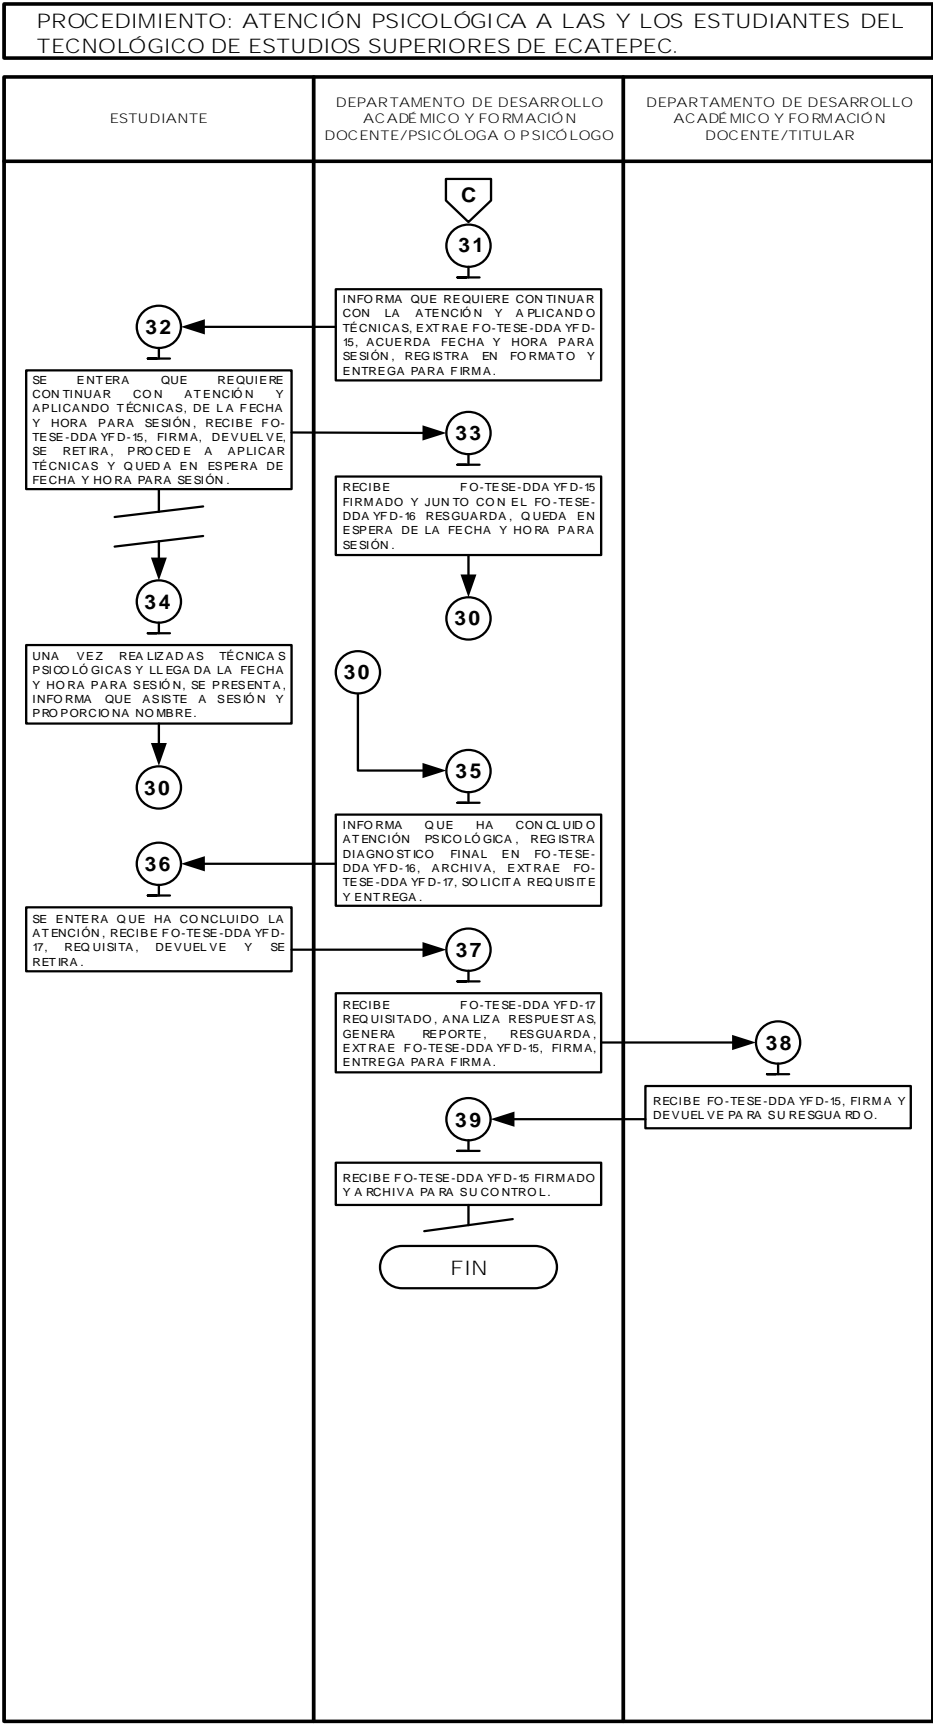 PROCEDIMIENTO: ATENCIÓN PSICOLÓGICA A LAS Y LOS ESTUDIANTES DEL
TECNOLÓGICO DE ESTUDIOS SUPERIORES DE ECATEPEC.
ESTUDIANTE
DEPARTAMENTO DE DESARROLLO
ACADÉMICO Y FORMACIÓN
DOCENTE/PSICÓLOGA O PSICÓLOGO
DEPARTAMENTO DE DESARROLLO
ACADÉMICO Y FORMACIÓN
DOCENTE/TITULAR
C
31
INFORMA QUE REQUIERE CONTINUAR
CON LA ATENCIÓN Y APLICANDO
TÉCNICAS, EXTRAE FO-TESE-DDAYFD-
15, ACUERDA FECHA Y HORA PARA
SESIÓN, REGISTRA EN FORMATO Y
ENTREGA PARA FIRMA.
32
SE ENTERA QUE REQUIERE
CONTINUAR CON ATENCIÓN Y
APLICANDO TÉCNICAS, DE LA FECHA
Y HORA PARA SESIÓN, RECIBE FO-
TESE-DDAYFD-15, FIRMA, DEVUELVE,
SE RETIRA, PROCEDE A APLICAR
TÉCNICAS Y QUEDA EN ESPERA DE
FECHA Y HORA PARA SESIÓN.
33
RECIBE FO-TESE-DDAYFD-15
FIRMADO Y JUNTO CON EL FO-TESE-
DDAYFD-16 RESGUARDA, QUEDA EN
ESPERA DE LA FECHA Y HORA PARA
SESIÓN.
30
34
UNA VEZ REALIZADAS TÉCNICAS
PSICOLÓGICAS Y LLEGADA LA FECHA
Y HORA PARA SESIÓN, SE PRESENTA,
INFORMA QUE ASISTE A SESIÓN Y
PROPORCIONA NOMBRE.
30
30
35
INFORMA QUE HA CONCLUIDO
ATENCIÓN PSICOLÓGICA, REGISTRA
DIAGNOSTICO FINAL EN FO-TESE-
DDAYFD-16, ARCHIVA, EXTRAE FO-
TESE-DDAYFD-17, SOLICITA REQUISITE
Y ENTREGA.
36
SE ENTERA QUE HA CONCLUIDO LA
ATENCIÓN, RECIBE FO-TESE-DDAYFD-
17, REQUISITA, DEVUELVE Y SE
RETIRA.
37
RECIBE FO-TESE-DDAYFD-17
REQUISITADO, ANALIZA RESPUESTAS,
GENERA REPORTE, RESGUARDA,
EXTRAE FO-TESE-DDAYFD-15, FIRMA,
ENTREGA PARA FIRMA.
38
RECIBE FO-TESE-DDAYFD-15, FIRMA Y
DEVUELVE PARA SU RESGUARDO.
39
RECIBE FO-TESE-DDAYFD-15 FIRMADO
Y ARCHIVA PARA SU CONTROL.
FIN